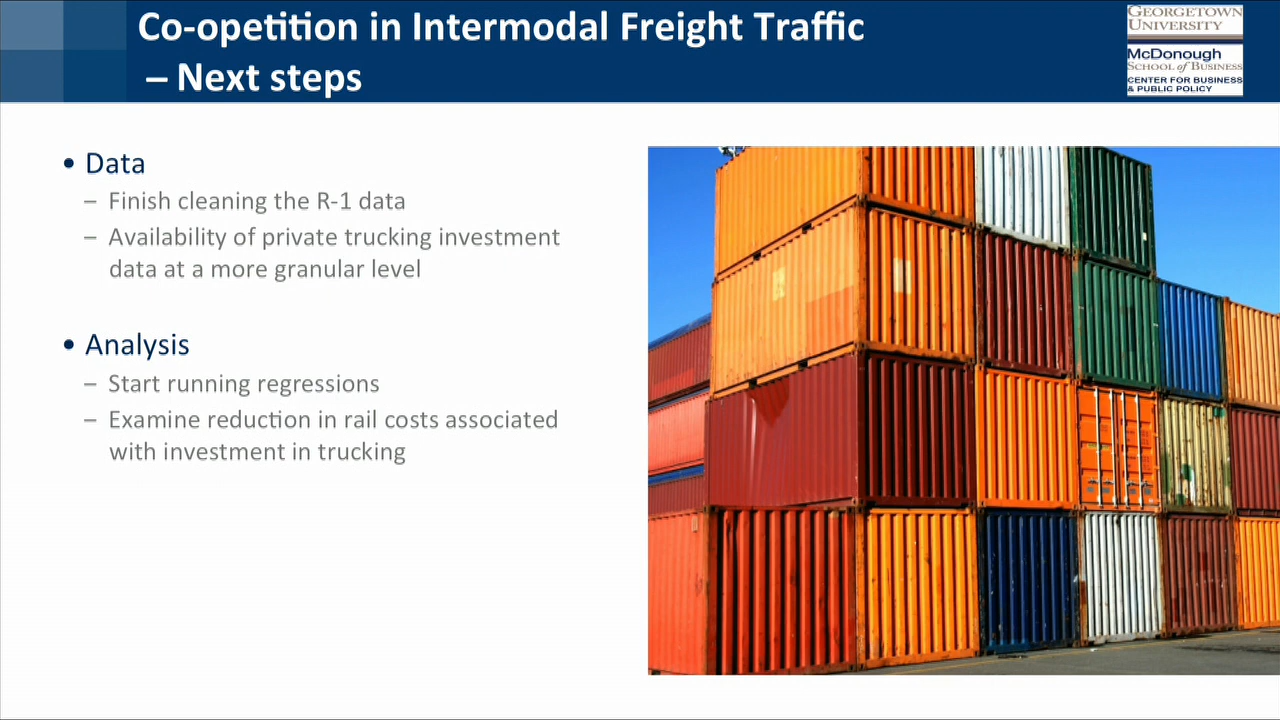 Co-opetition in Intermodal Freight Traffic
– Next steps
GEORGETOWN
UNIVERSITY
McDonough
SCHOOL of BUSINESS
CENTER FOR BUSINESS
& PUBLIC POLICY
• Data
– Finish cleaning the R-1 data
– Availability of private trucking investment
data at a more granular level
• Analysis
– Start running regressions
– Examine reduction in rail costs associated
with investment in trucking